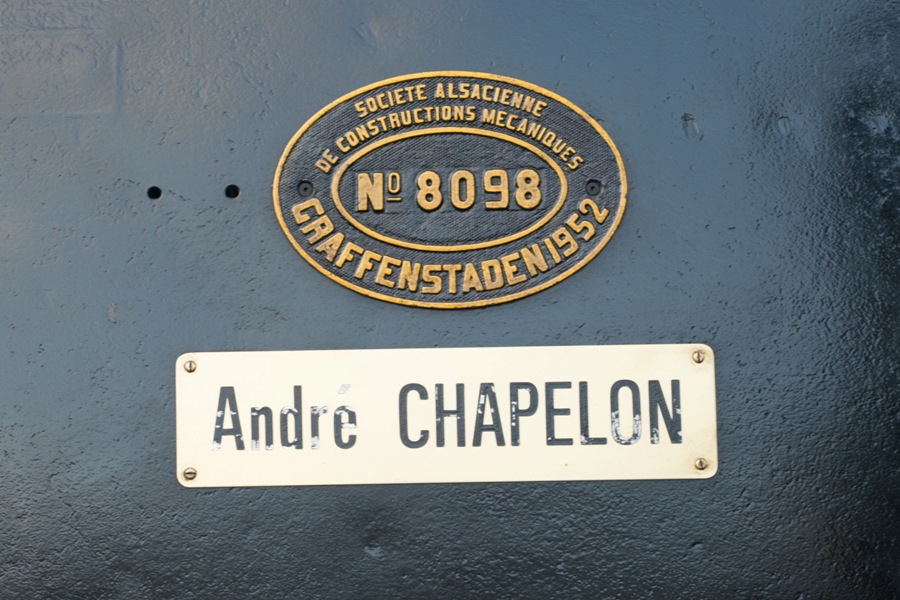 SOCIETE ALSACIENNE
DE CONSTRUCTIONS MECANIQUES
Nº 8098
GRAFFENSTADEN 1952
André CHAPELON